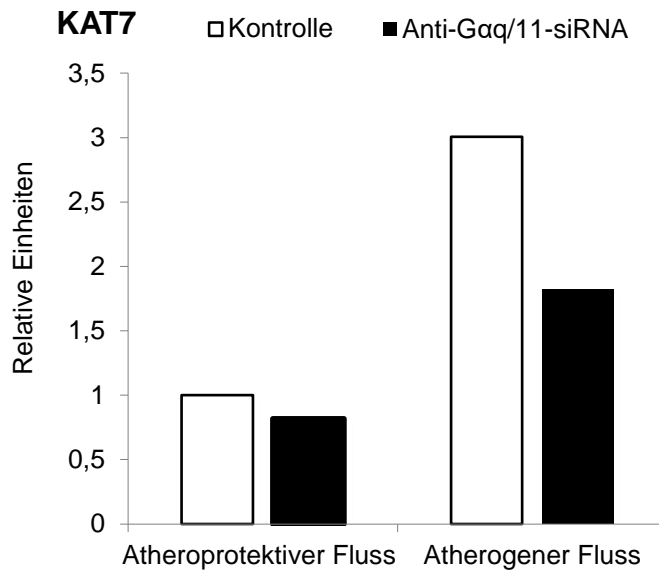 KAT7
Kontrolle
Anti-Gαq/11-siRNA
Relative Einheiten
3,5
3
2,5
2
1,5
1
0,5
0
Atheroprotektiver Fluss
Atherogener Fluss